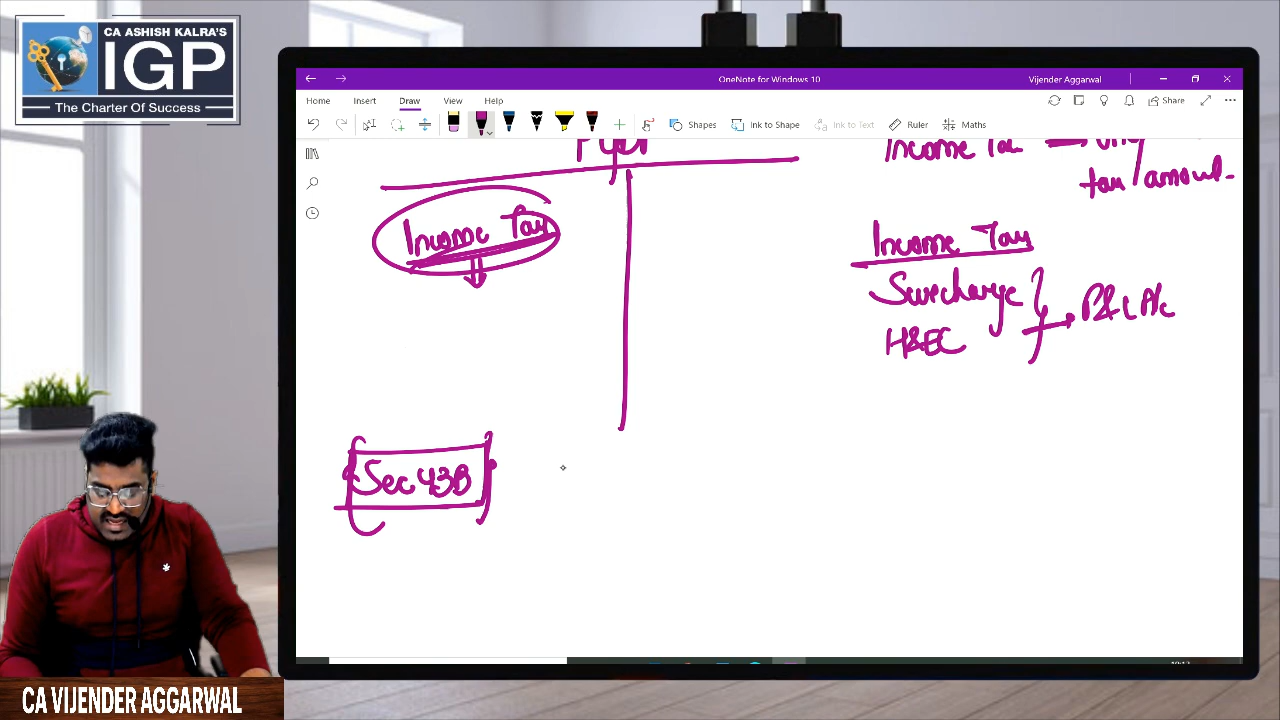 CA ASHISH KALRA'S
IGP
The Charter Of Success
OneNote for Windows 10
Vijender Aggarwal
Home
Insert
Draw
View
Help
Share
Shapes
Ink to Shape
Ink to Text
Ruler
Maths
Income Tax
tax amount.
Income Tax
Income Tax
Surcharge
H&EC
P&L A/c
Sec 43B
CA VIJENDER AGGARWAL